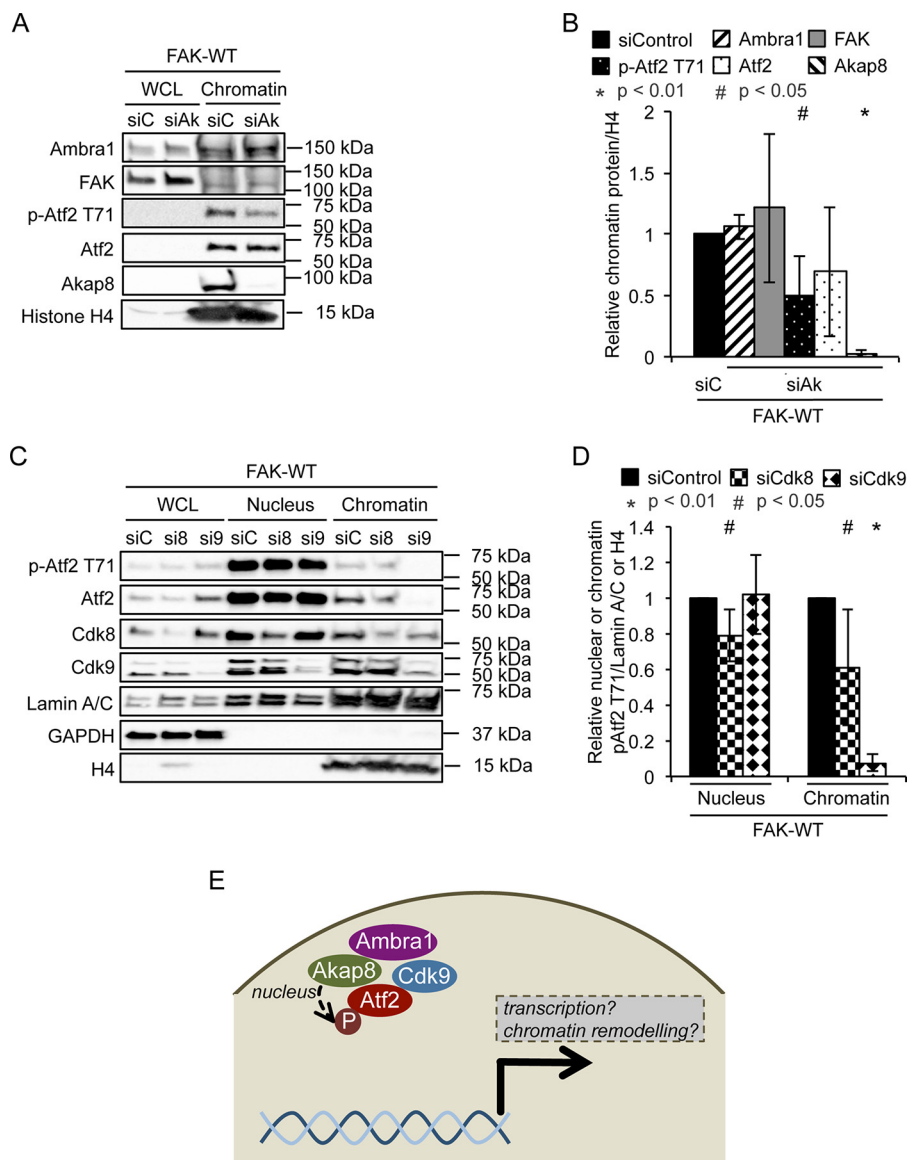 A
FAK-WT
WCL Chromatin
siC siAk siC siAk
Ambra1 150 kDa
FAK 150 kDa
100 kDa
p-Atf2 T71 75 kDa
50 kDa
Atf2 75 kDa
50 kDa
Akap8 100 kDa
Histone H4 15 kDa
B
siControl Ambra1 FAK
p-Atf2 T71 Atf2 Akap8
* p < 0.01 # p < 0.05
# *
Relative chromatin protein/H4
2
1.5
1
0.5
0
siC siAk
FAK-WT
C
FAK-WT
WCL Nucleus Chromatin
siC si8 si9 siC si8 si9 siC si8 si9
p-Atf2 T71 75 kDa
50 kDa
Atf2 75 kDa
50 kDa
Cdk8 50 kDa
Cdk9 75 kDa
50 kDa
Lamin A/C 75 kDa
GAPDH 37 kDa
H4 15 kDa
D
siControl siCdk8 siCdk9
* p < 0.01 # p < 0.05
# # *
Relative nuclear or chromatin
pAtf2 T71/Lamin A/C or H4
1.4
1.2
1
0.8
0.6
0.4
0.2
0
Nucleus Chromatin
FAK-WT
E
Ambra1
Akap8 Cdk9
nucleus Atf2
P
transcription?
chromatin remodelling?